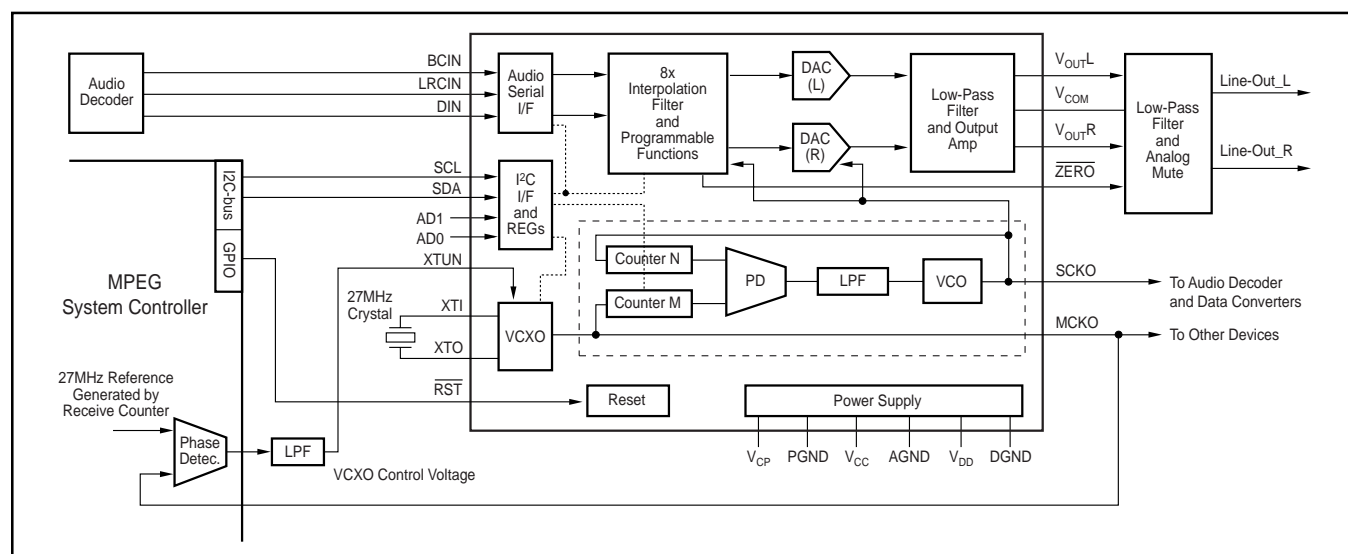 Audio
Decoder
BCIN
LRCIN
DIN
Audio
Serial
I/F
8x
Interpolation
Filter
and
Programmable
Functions
DAC
(L)
DAC
(R)
Low-Pass
Filter
and Output
Amp
VOUTL
VCOM
VOUTR
ZERO
Low-Pass
Filter
and
Analog
Mute
Line-Out_L
Line-Out_R
I2C-bus
GPIO
MPEG
System Controller
SCL
SDA
AD1
AD0
XTUN
I²C
I/F
and
REGs
27MHz
Crystal
XTI
XTO
VCXO
Counter N
Counter M
PD
LPF
VCO
SCKO
MCKO
To Audio Decoder
and Data Converters
To Other Devices
RST
Reset
Power Supply
VCP
PGND
VCC
AGND
VDD
DGND
27MHz Reference
Generated by
Receive Counter
Phase
Detec.
LPF
VCXO Control Voltage